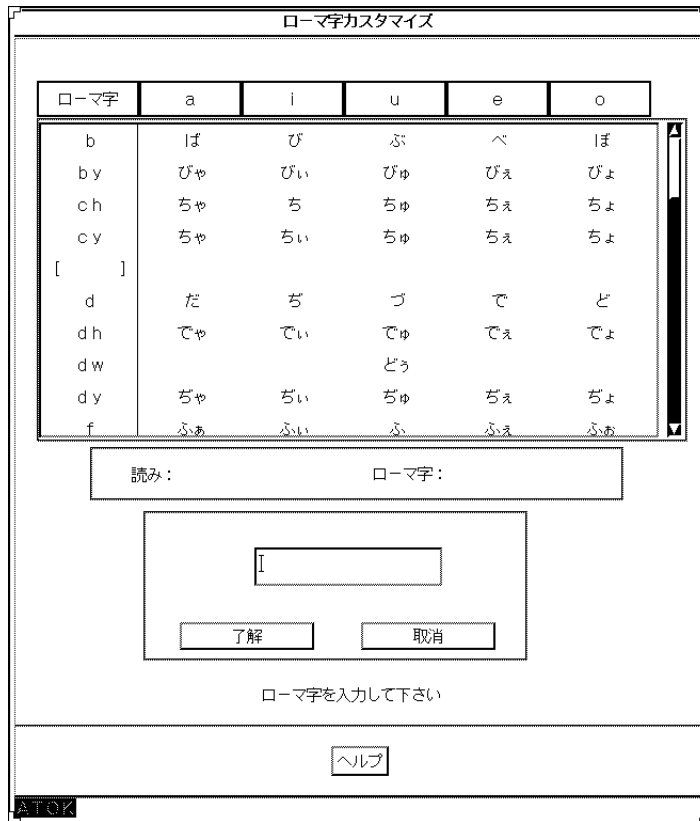 ローマ字カスタマイズ
ローマ字 a i u e o
b ば び ぶ べ ぼ
by びゃ びぃ びゅ びぇ びょ
ch ちゃ ち ちゅ ちぇ ちょ
cy ちゃ ちぃ ちゅ ちぇ ちょ
[ ]
d だ ぢ づ で ど
dh でゃ でぃ でゅ でぇ でょ
dw どぅ
dy ぢゃ ぢぃ ぢゅ ぢぇ ぢょ
f ふぁ ふぃ ふ ふぇ ふぉ
読み： ローマ字：
了解 取消
ローマ字を入力して下さい
ヘルプ
ATOK